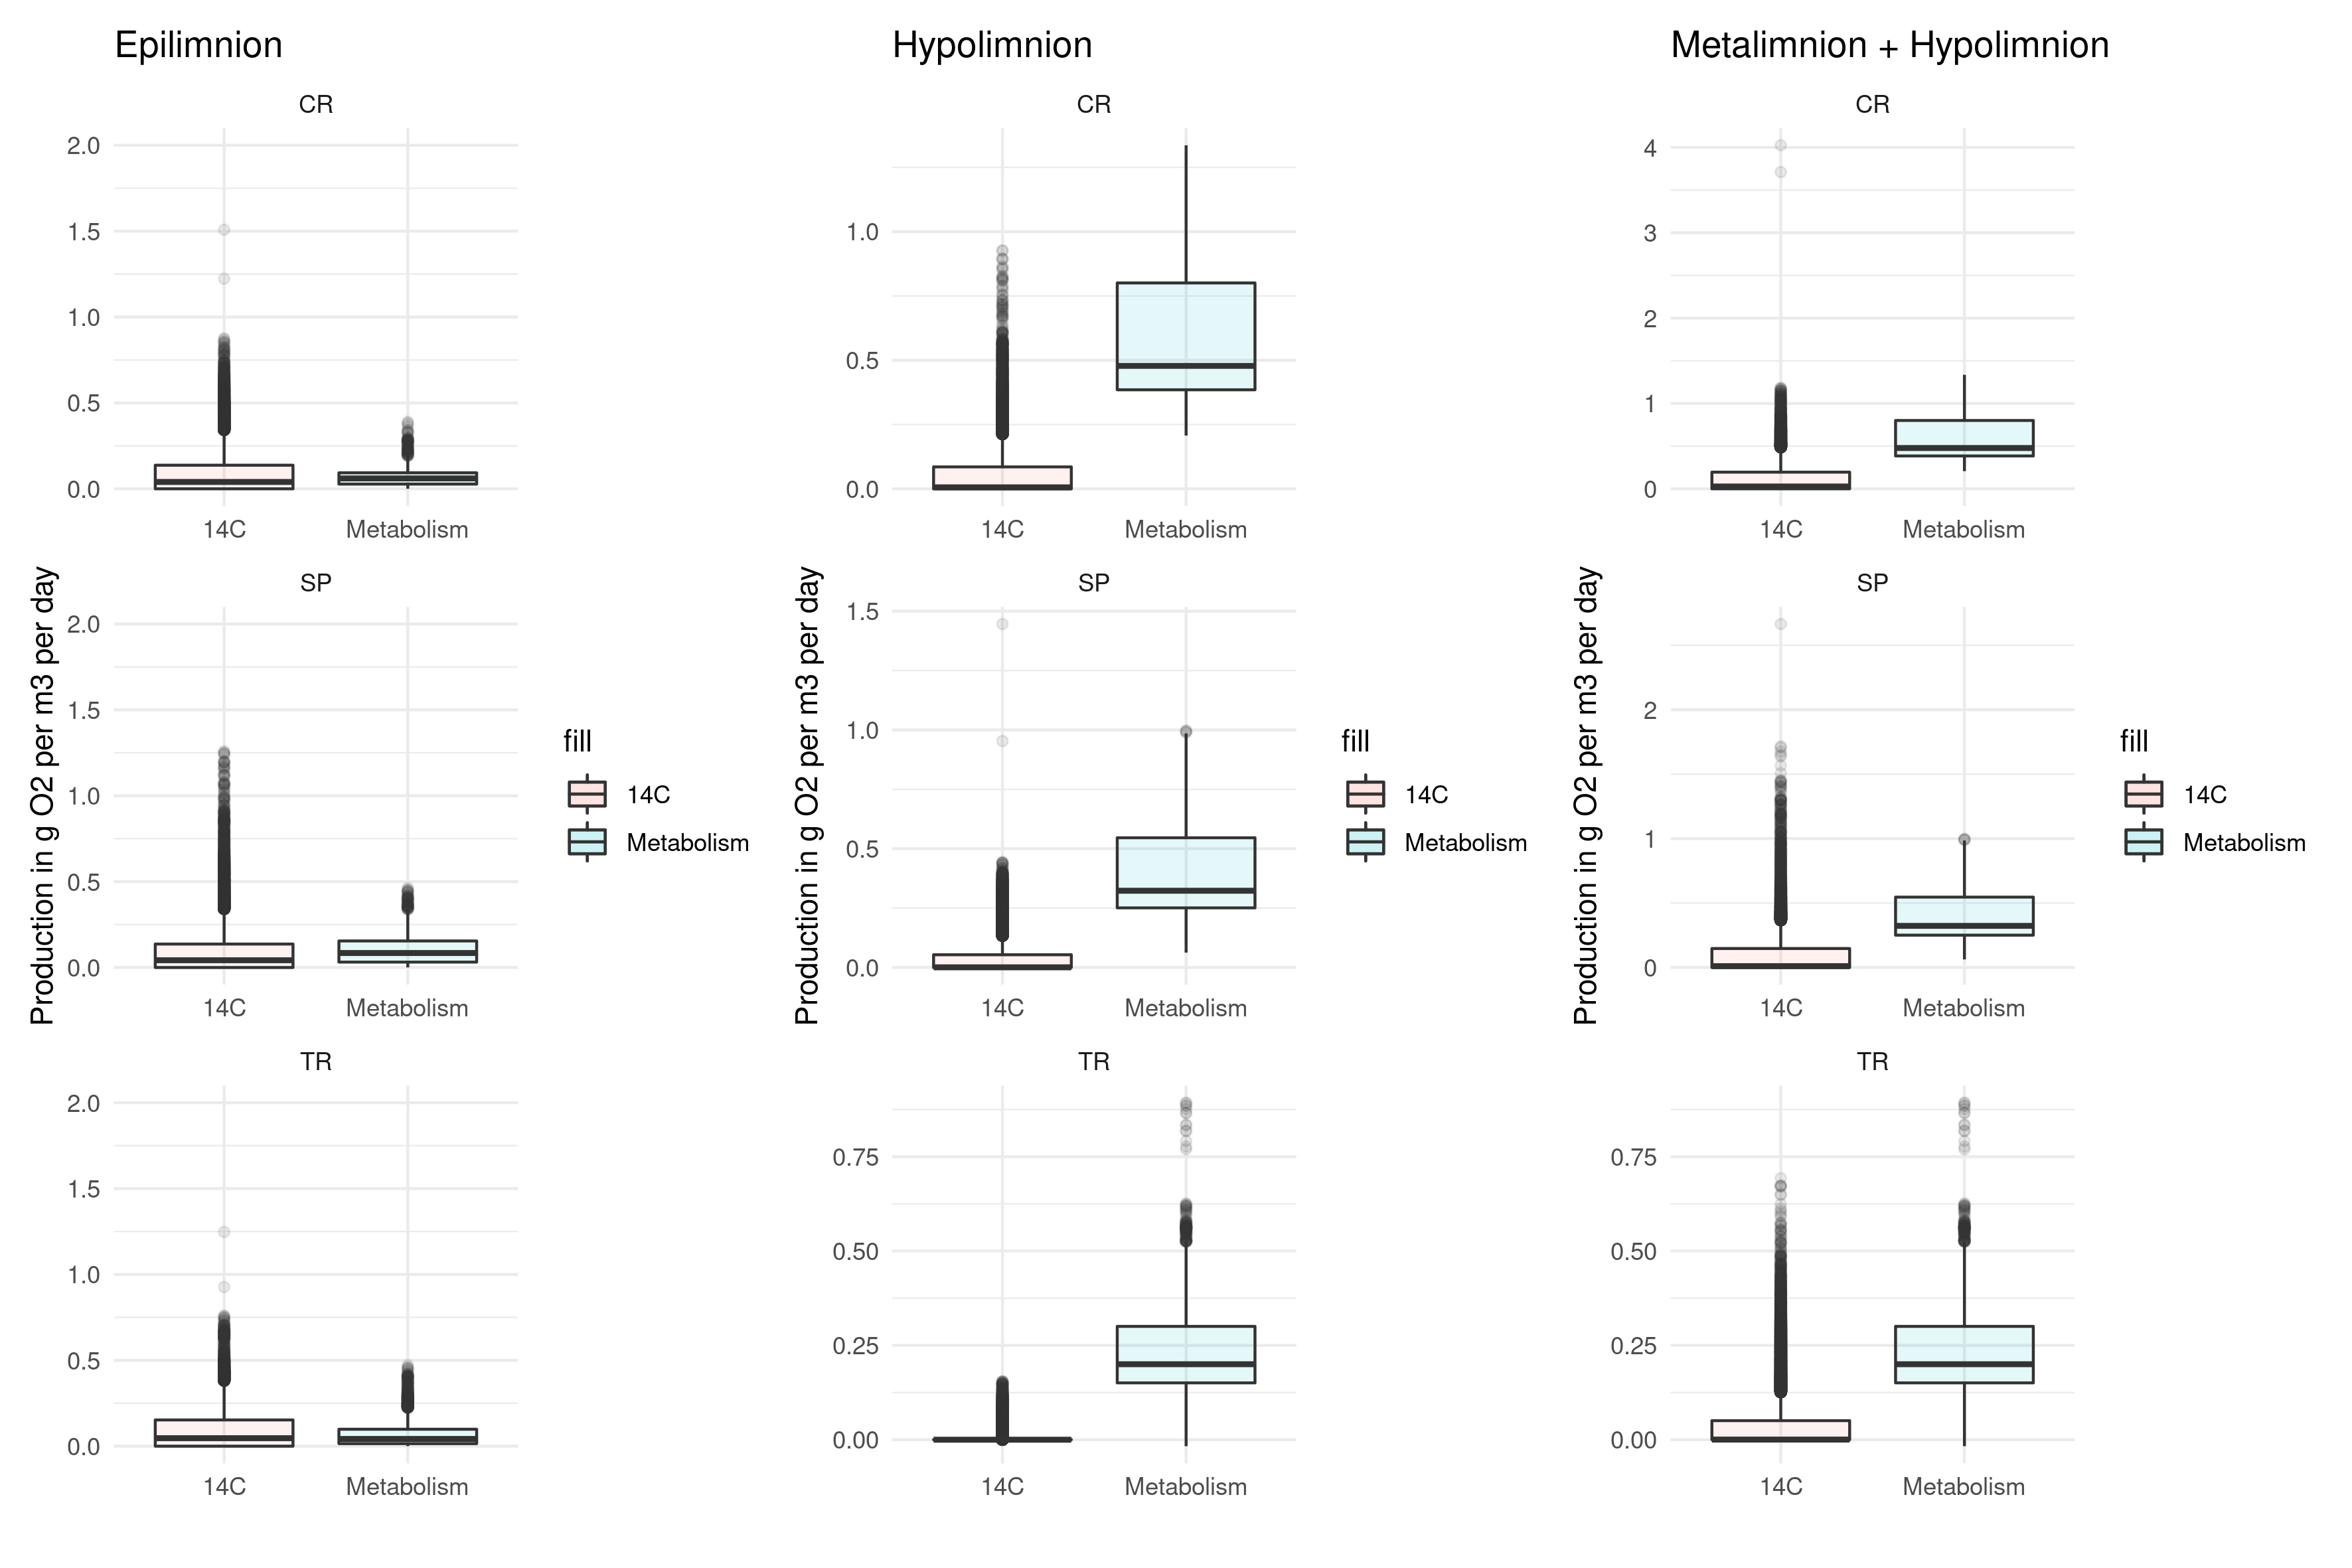 Epilimnion
CR
2.0
1.5
1.0
0.5
0.0
14C
Metabolism
SP
2.0
1.5
1.0
0.5
0.0
14C
Metabolism
TR
2.0
1.5
1.0
0.5
0.0
14C
Metabolism
Production in g O2 per m3 per day
fill
14C
Metabolism
Hypolimnion
CR
1.0
0.5
0.0
14C
Metabolism
SP
1.5
1.0
0.5
0.0
14C
Metabolism
TR
0.75
0.50
0.25
0.00
14C
Metabolism
Production in g O2 per m3 per day
fill
14C
Metabolism
Metalimnion + Hypolimnion
CR
4
3
2
1
0
14C
Metabolism
SP
2
1
0
14C
Metabolism
TR
0.75
0.50
0.25
0.00
14C
Metabolism
Production in g O2 per m3 per day
fill
14C
Metabolism